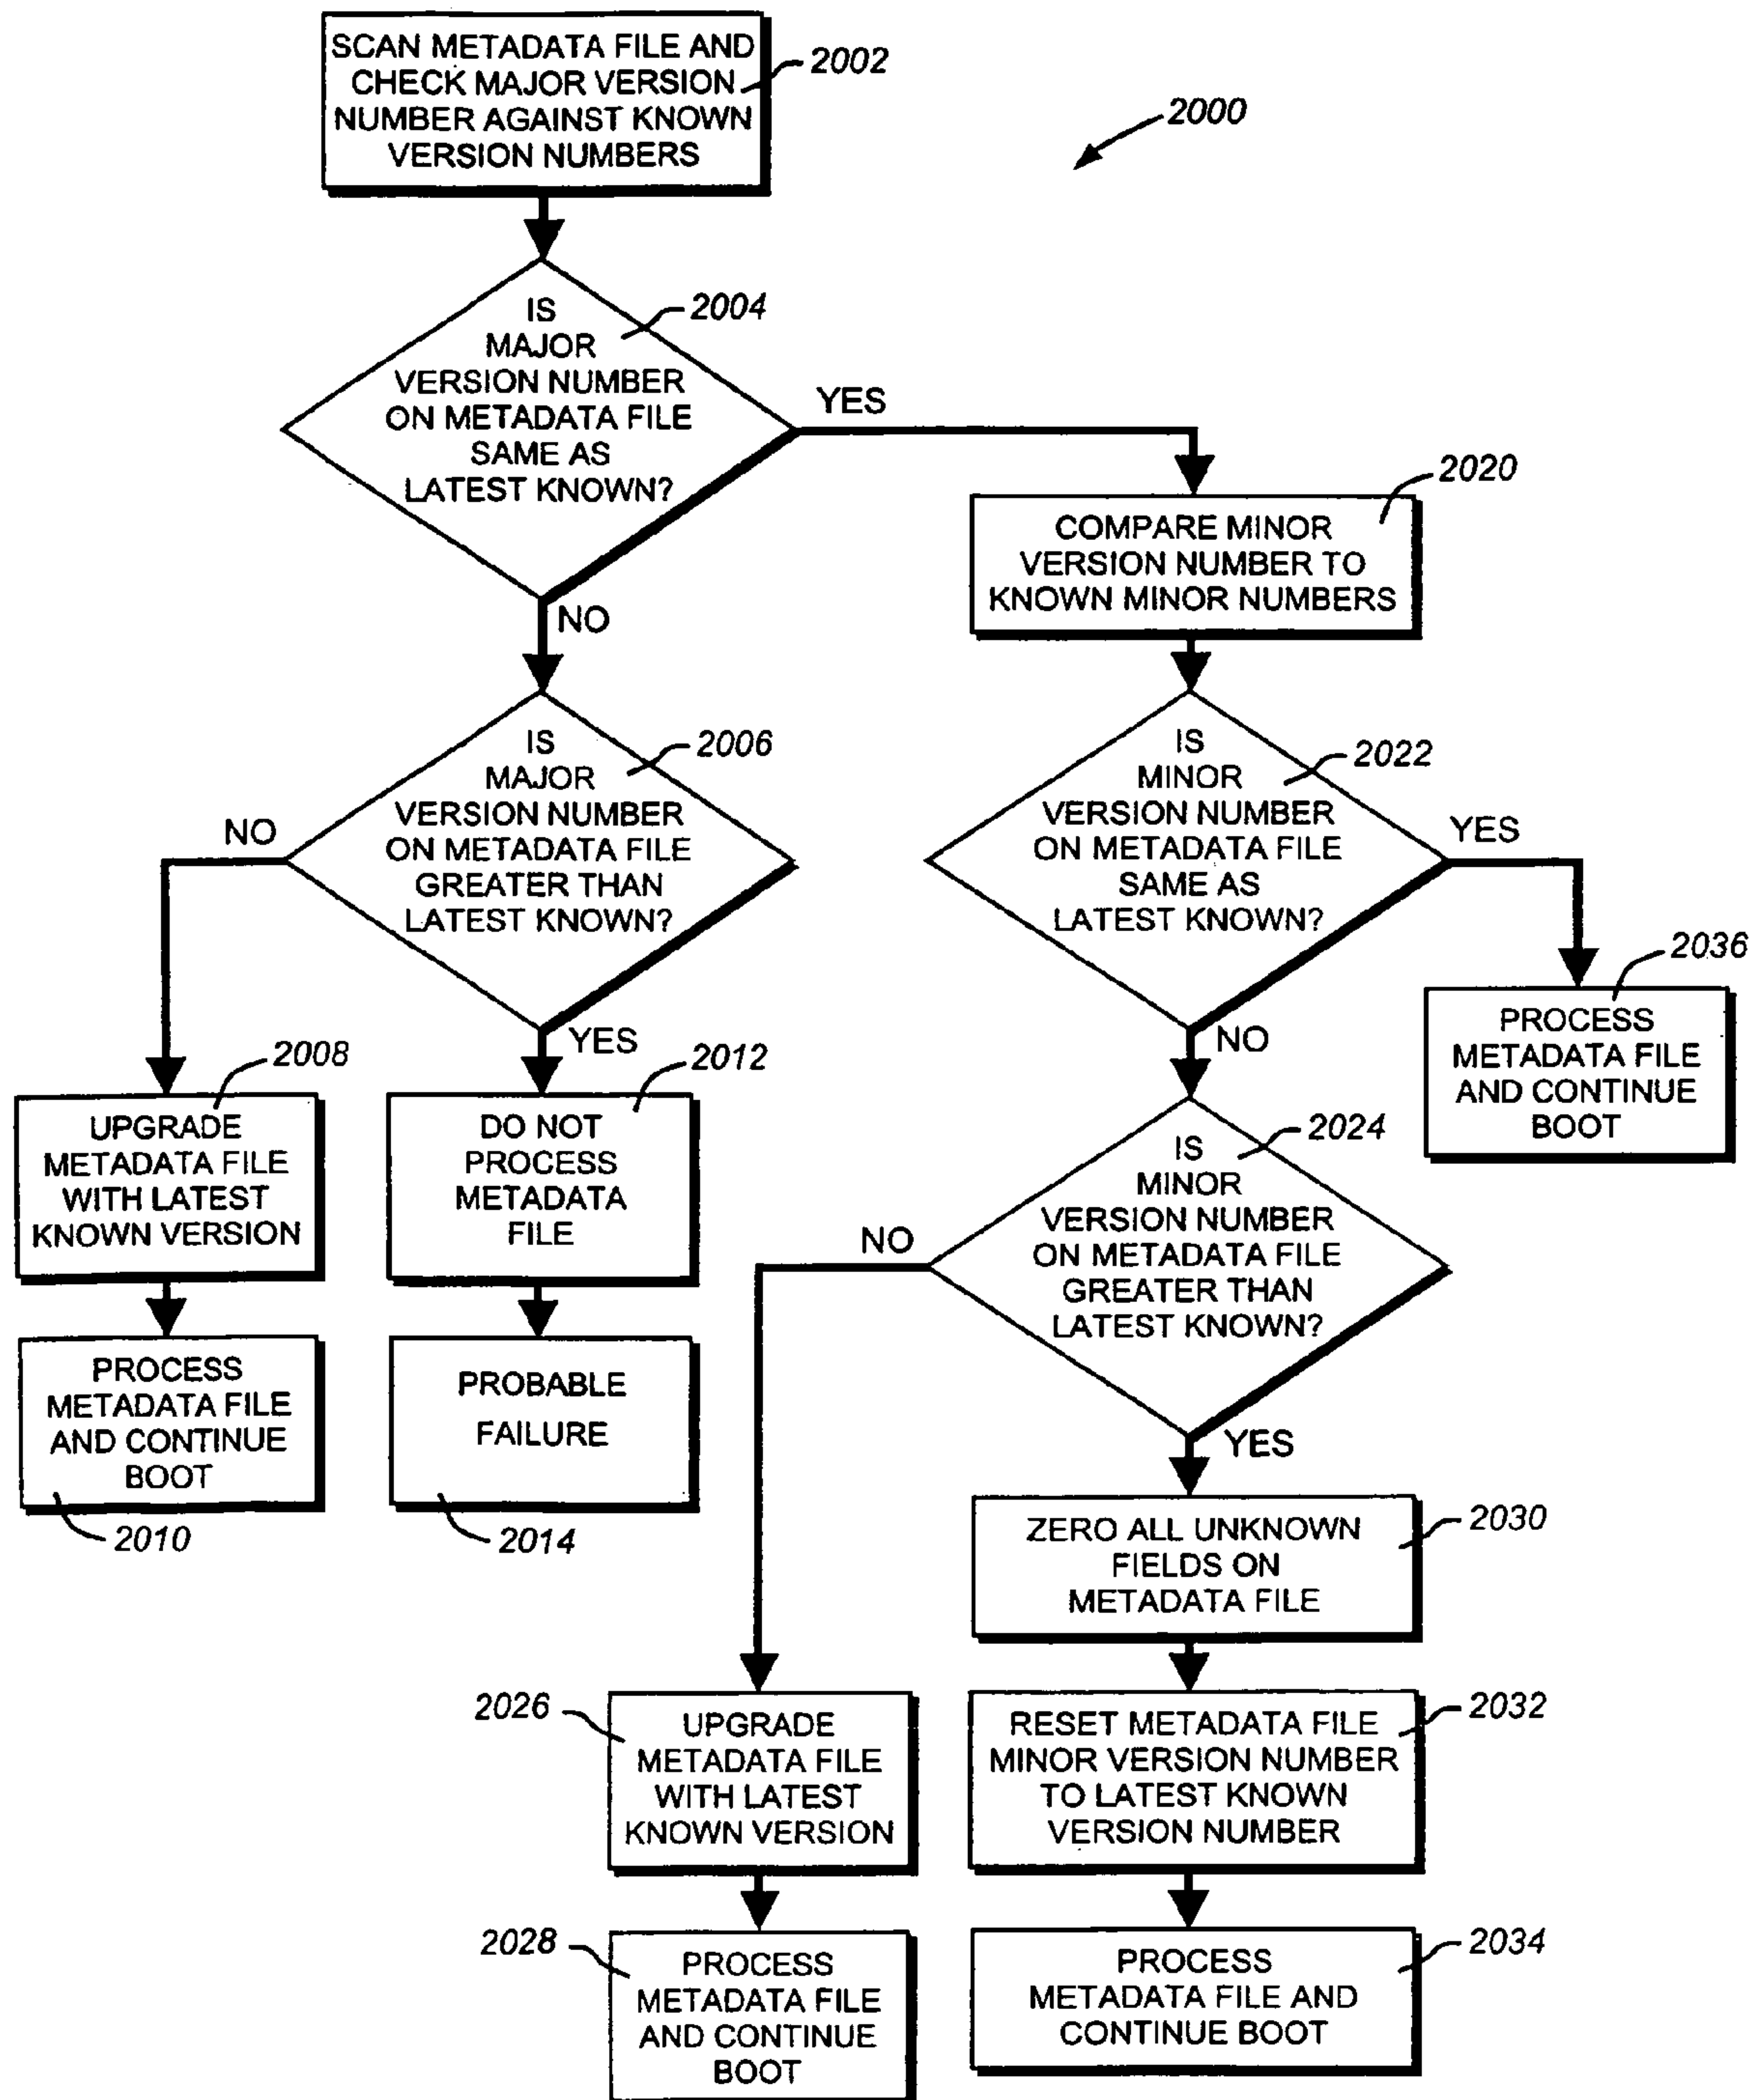 SCAN METADATA FILE AND
CHECK MAJOR VERSION
NUMBER AGAINST KNOWN
VERSION NUMBERS
2002
2000
IS
MAJOR
VERSION NUMBER
ON METADATA FILE
SAME AS
LATEST KNOWN?
2004
YES
NO
2020
COMPARE MINOR
VERSION NUMBER TO
KNOWN MINOR NUMBERS
IS
MAJOR
VERSION NUMBER
ON METADATA FILE
GREATER THAN
LATEST KNOWN?
2006
NO
YES
IS
MINOR
VERSION NUMBER
ON METADATA FILE
SAME AS
LATEST KNOWN?
2022
YES
NO
2036
PROCESS
METADATA FILE
AND CONTINUE
BOOT
2008
UPGRADE
METADATA FILE
WITH LATEST
KNOWN VERSION
2012
DO NOT
PROCESS
METADATA
FILE
IS
MINOR
VERSION NUMBER
ON METADATA FILE
GREATER THAN
LATEST KNOWN?
2024
NO
YES
PROCESS
METADATA FILE
AND CONTINUE
BOOT
2010
PROBABLE
FAILURE
2014
ZERO ALL UNKNOWN
FIELDS ON
METADATA FILE
2030
2026
UPGRADE
METADATA FILE
WITH LATEST
KNOWN VERSION
RESET METADATA FILE
MINOR VERSION NUMBER
TO LATEST KNOWN
VERSION NUMBER
2032
2028
PROCESS
METADATA FILE
AND CONTINUE
BOOT
PROCESS
METADATA FILE AND
CONTINUE BOOT
2034